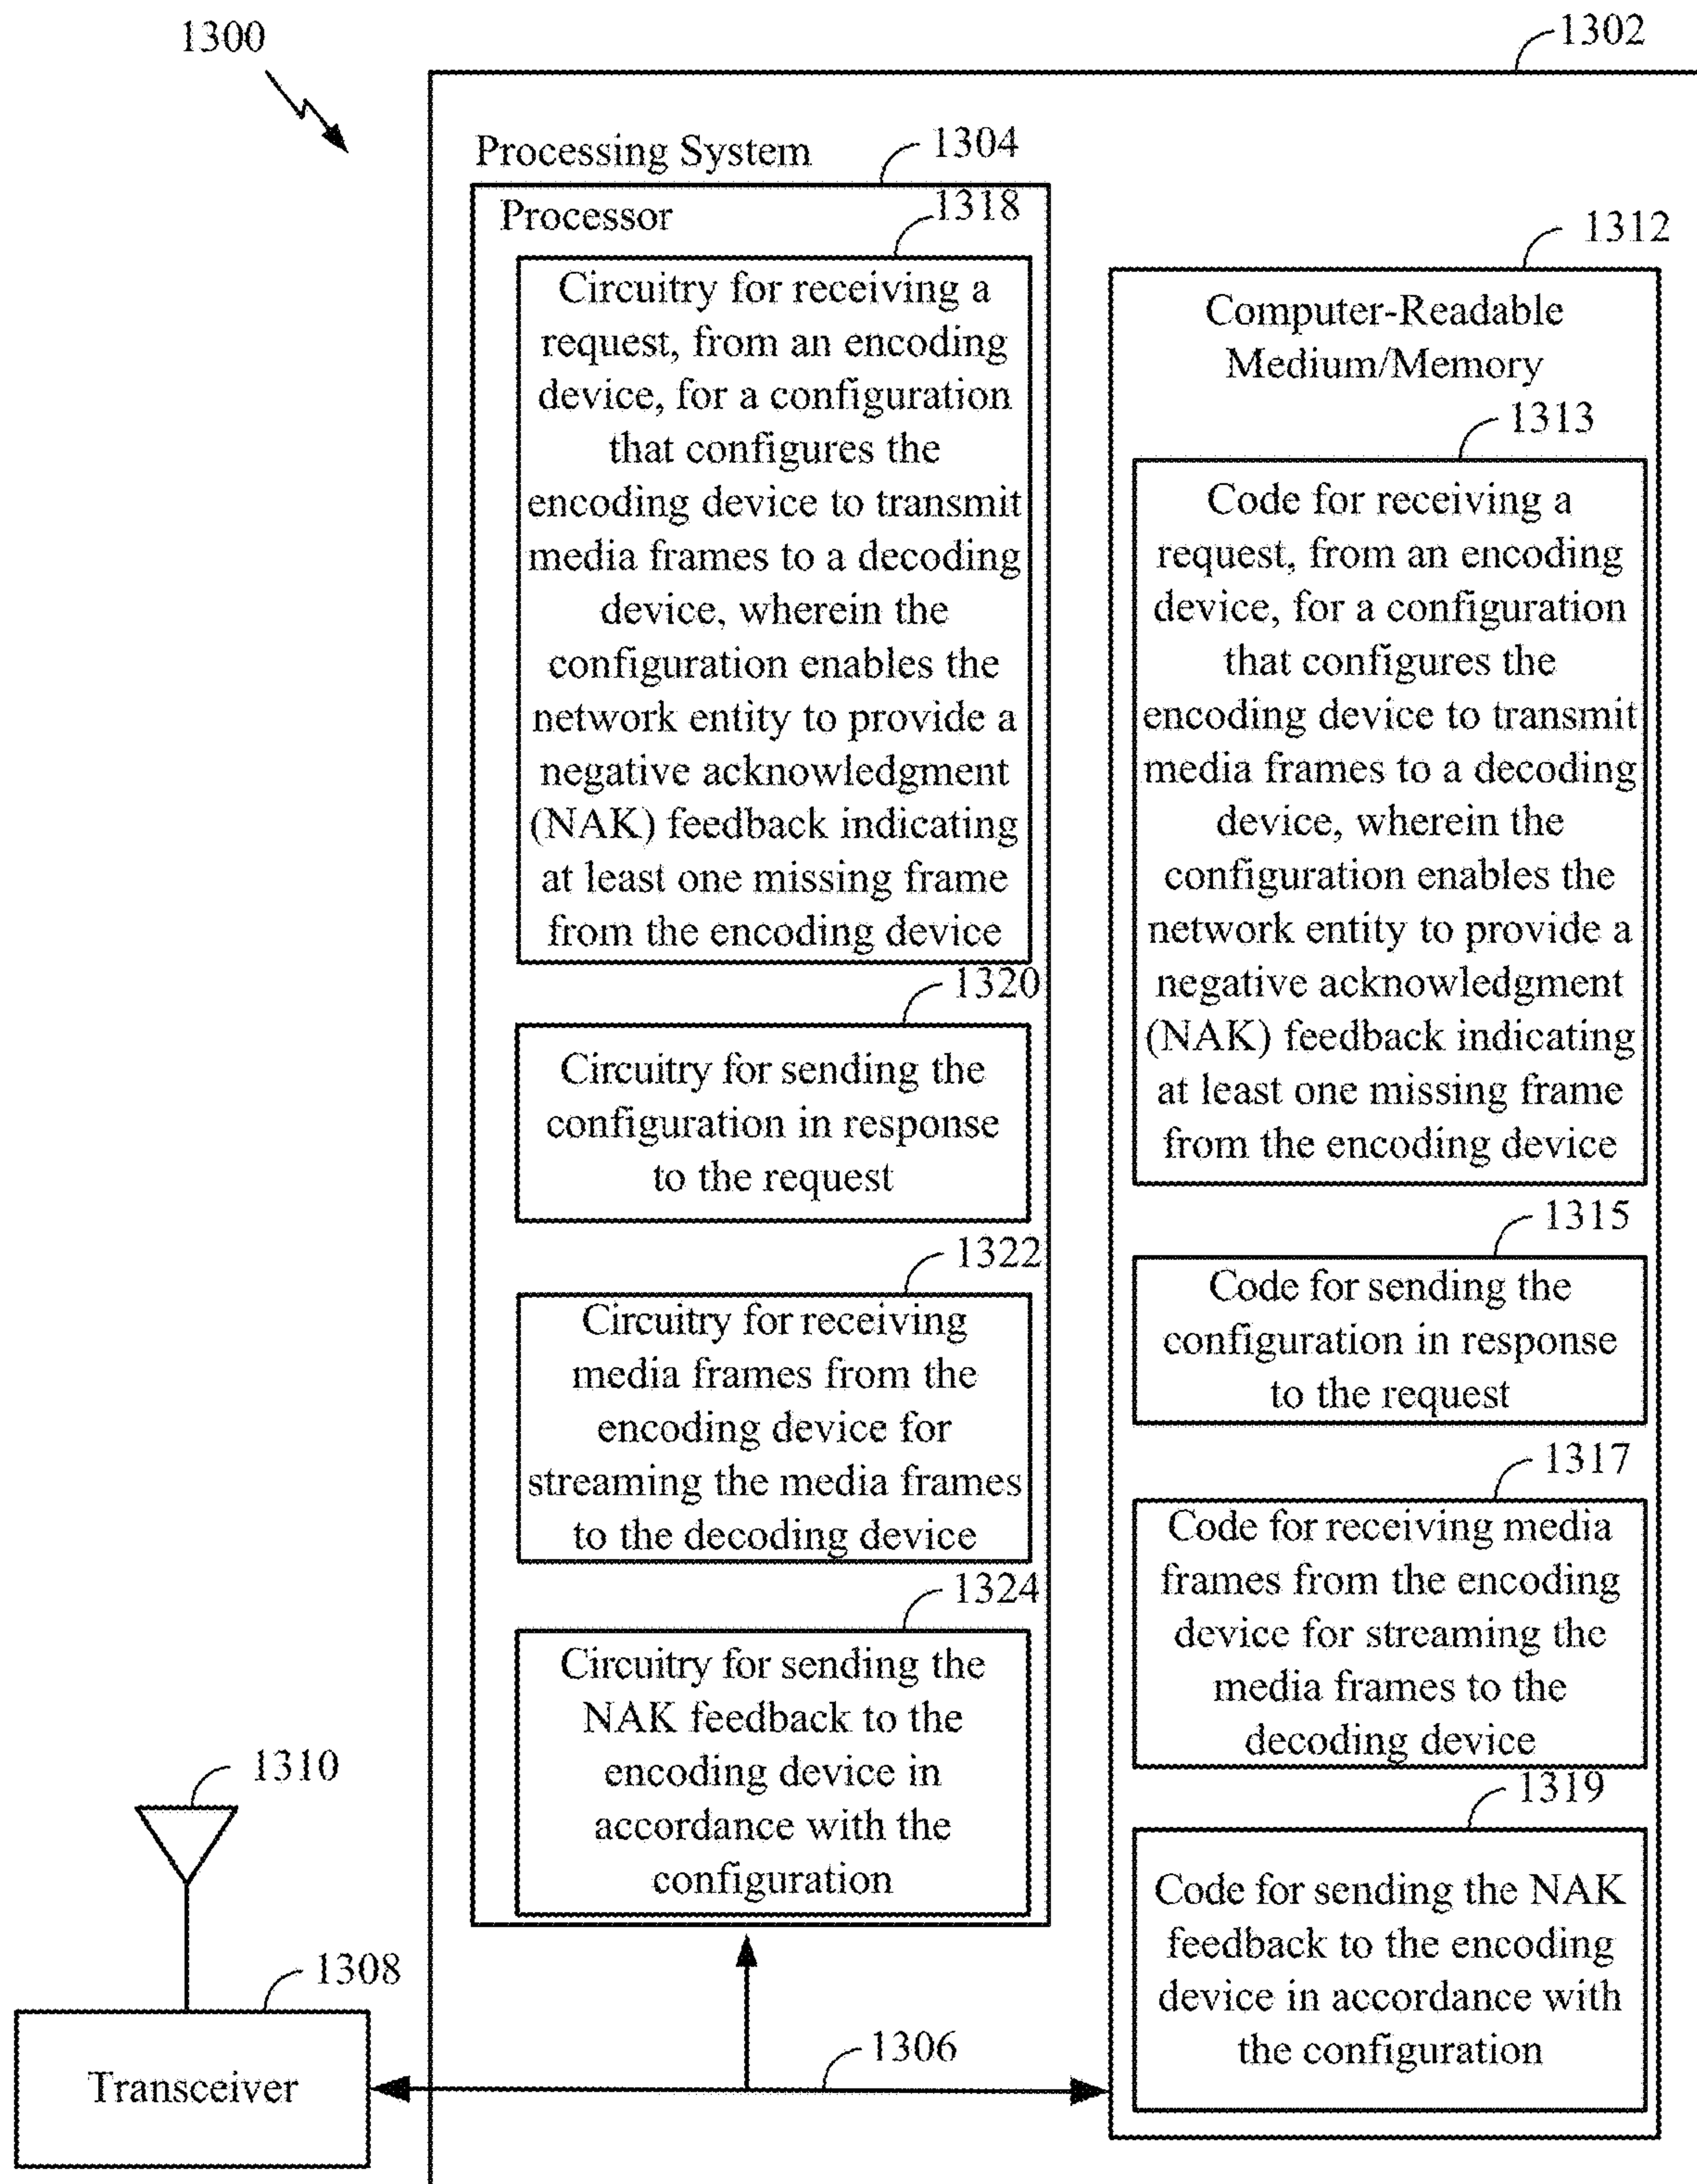 1300
1302
Processing System
1304
Processor
1318
Circuitry for receiving a
request, from an encoding
device, for a configuration
that configures the
encoding device to transmit
media frames to a decoding
device, wherein the
configuration enables the
network entity to provide a
negative acknowledgment
(NAK) feedback indicating
at least one missing frame
from the encoding device
1320
Circuitry for sending the
configuration in response
to the request
1322
Circuitry for receiving
media frames from the
encoding device for
streaming the media frames
to the decoding device
1324
Circuitry for sending the
NAK feedback to the
encoding device in
accordance with the
configuration
1312
Computer-Readable
Medium/Memory
1313
Code for receiving a
request, from an encoding
device, for a configuration
that configures the
encoding device to transmit
media frames to a decoding
device, wherein the
configuration enables the
network entity to provide a
negative acknowledgment
(NAK) feedback indicating
at least one missing frame
from the encoding device
1315
Code for sending the
configuration in response
to the request
1317
Code for receiving media
frames from the encoding
device for streaming the
media frames to the
decoding device
1319
Code for sending the NAK
feedback to the encoding
device in accordance with
the configuration
1310
1308
Transceiver
1306